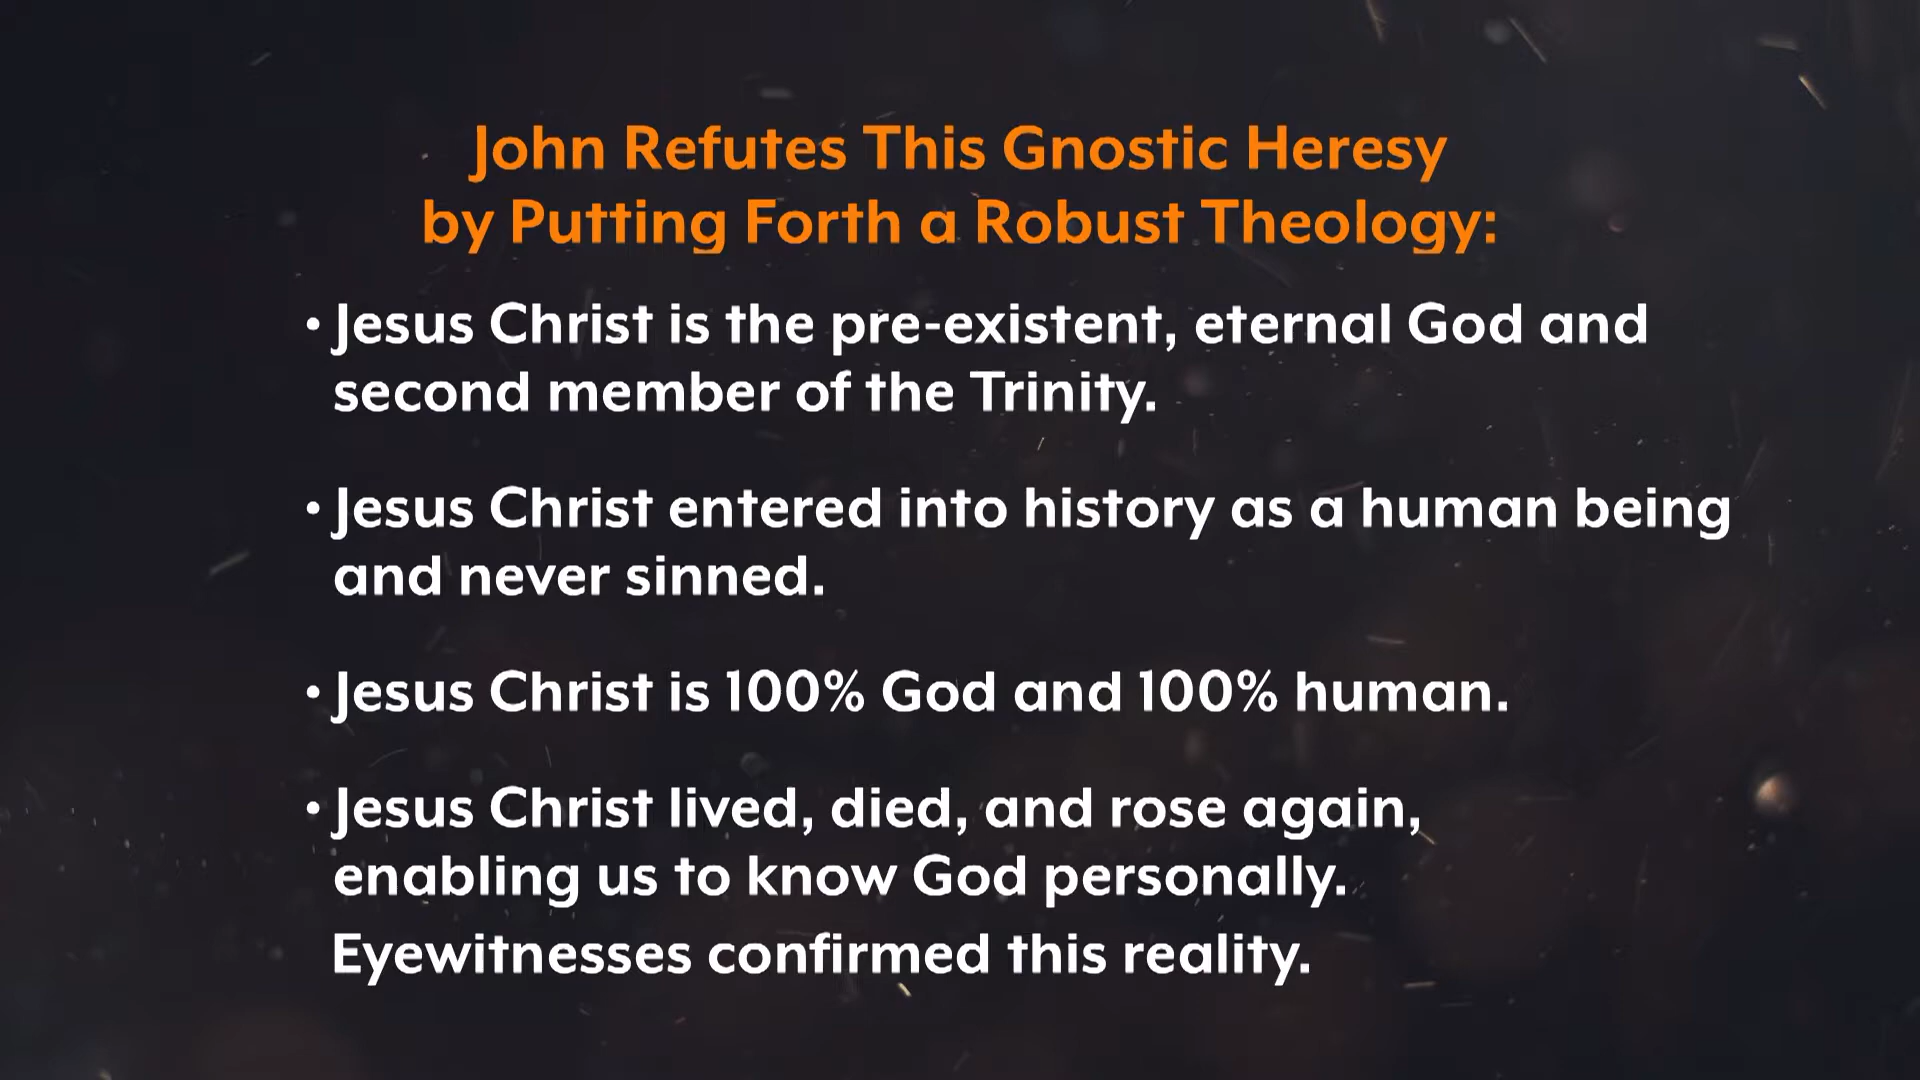 John Refutes This Gnostic Heresy
by Putting Forth a Robust Theology:
• Jesus Christ is the pre-existent, eternal God and
second member of the Trinity.
• Jesus Christ entered into history as a human being
and never sinned.
• Jesus Christ is 100% God and 100% human.
• Jesus Christ lived, died, and rose again,
enabling us to know God personally.
Eyewitnesses confirmed this reality.